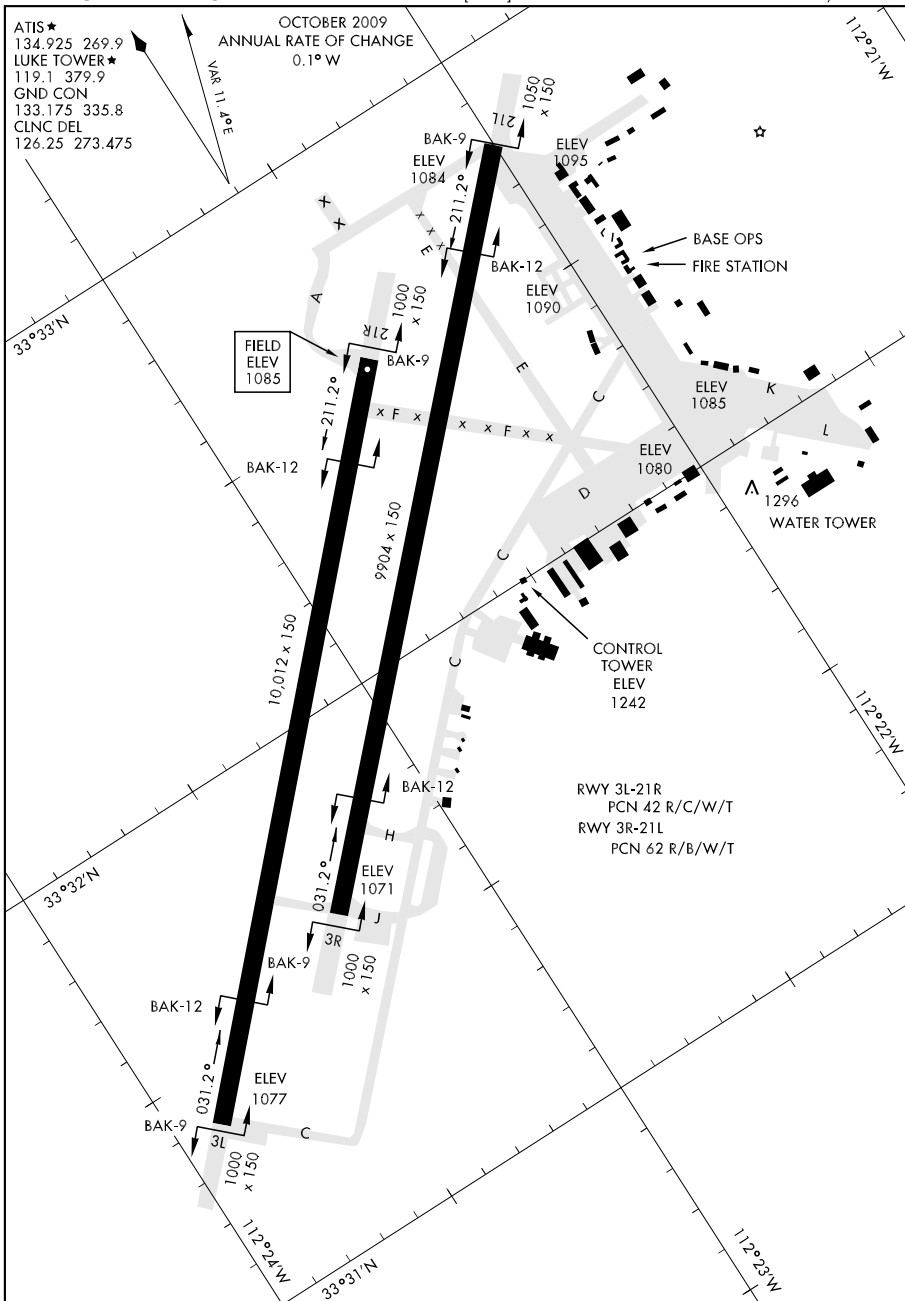 ATIS★
134.925 269.9
LUKE TOWER★
119.1 379.9
GND CON
133.175 335.8
CLNC DEL
126.25 273.475
VAR 11.4°E
OCTOBER 2009
ANNUAL RATE OF CHANGE
0.1° W
112°21'W
1050
x 150
21L
BAK-9
ELEV
1084
211.2°
ELEV
1095
X
X
x
x
x
x
E
BASE OPS
FIRE STATION
BAK-12
ELEV
1090
A
1000
x 150
21R
33°33'N
FIELD
ELEV
1085
BAK-9
211.2°
E
C
K
ELEV
1085
x F x x x F x x
L
ELEV
1080
BAK-12
D
1296
WATER TOWER
9904 x 150
C
10,012 x 150
C
CONTROL
TOWER
ELEV
1242
112°22'W
BAK-12
RWY 3L-21R
PCN 42 R/C/W/T
RWY 3R-21L
PCN 62 R/B/W/T
H
031.2°
ELEV
1071
33°32'N
J
3R
BAK-9
1000
x 150
BAK-12
031.2°
ELEV
1077
BAK-9
3L
C
1000
x 150
112°24'W
33°31'N
112°23'W